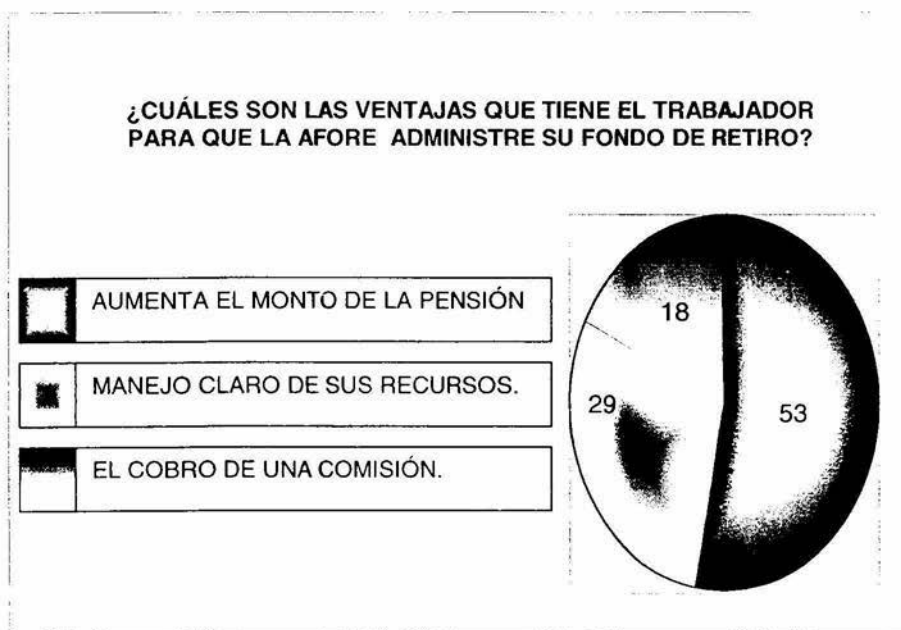 ¿CUÁLES SON LAS VENTAJAS QUE TIENE EL TRABAJADOR
PARA QUE LA AFORE ADMINISTRE SU FONDO DE RETIRO?
AUMENTA EL MONTO DE LA PENSIÓN
MANEJO CLARO DE SUS RECURSOS.
EL COBRO DE UNA COMISIÓN.
18
29
53